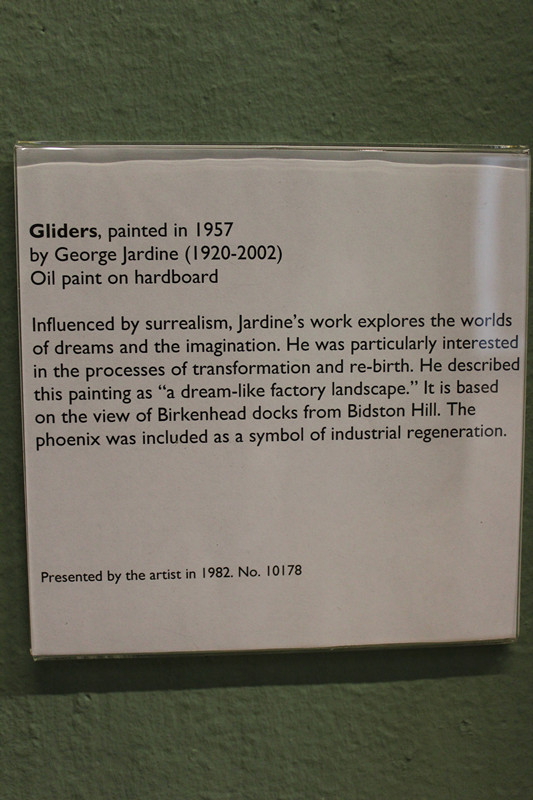 Gliders, painted in 1957
by George Jardine (1920-2002)
Oil paint on hardboard
Influenced by surrealism, Jardine's work explores the worlds
of dreams and the imagination. He was particularly interested
in the processes of transformation and re-birth. He described
this painting as “a dream-like factory landscape.” It is based
on the view of Birkenhead docks from Bidston Hill. The
phoenix was included as a symbol of industrial regeneration.
Presented by the artist in 1982. No. 10178